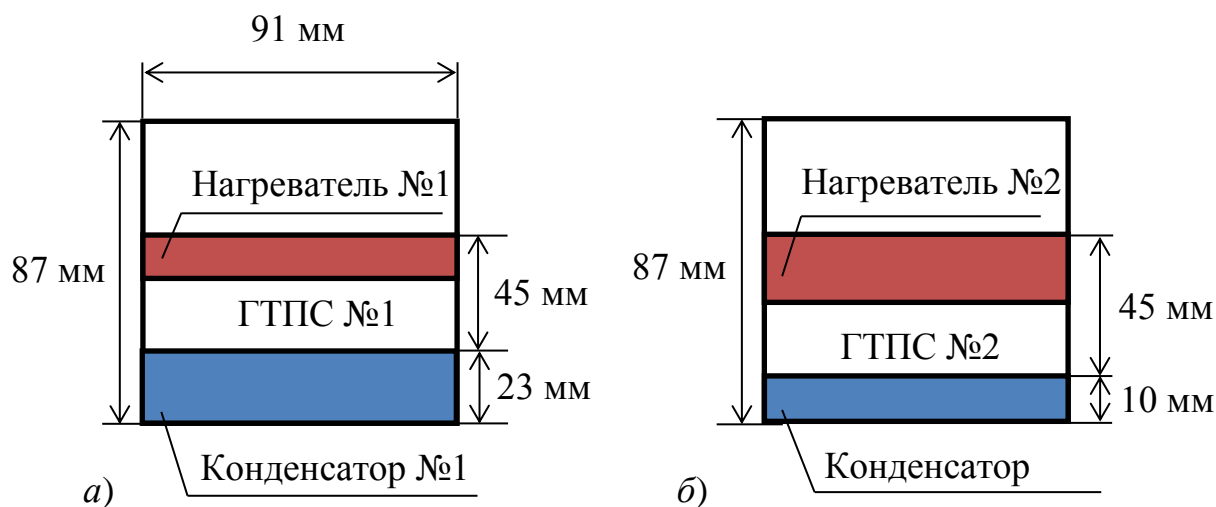 91 мм
Нагреватель №1
87 мм
45 мм
ГТПС №1
23 мм
Конденсатор №1
а)
Нагреватель №2
87 мм
45 мм
ГТПС №2
10 мм
Конденсатор
б)